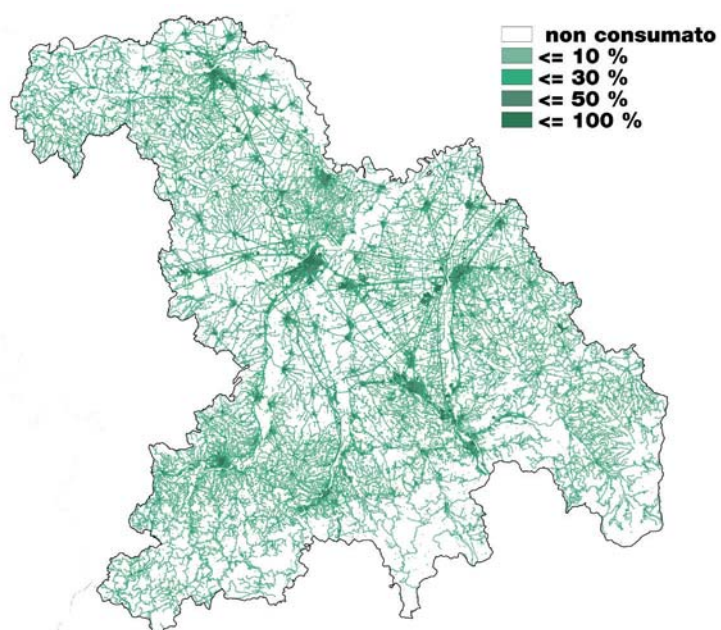 non consumato
<= 10 %
<= 30 %
<= 50 %
<= 100 %